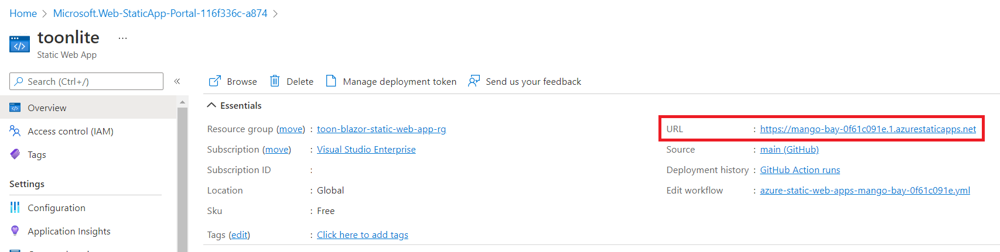 Home > Microsoft.Web-StaticApp-Portal-116f336c-a874 >
toonlite ...
Static Web App
Search (Ctrl+/) «
Overview
Access control (IAM)
Tags
Settings
Configuration
Application Insights
Browse Delete Manage deployment token Send us your feedback
Essentials
Resource group (move) : toon-blazor-static-web-app-rg
Subscription (move) : Visual Studio Enterprise
Subscription ID :
Location : Global
Sku : Free
Tags (edit) : Click here to add tags
URL : https://mango-bay-0f61c091e.1.azurestaticapps.net
Source : main (GitHub)
Deployment history : GitHub Action runs
Edit workflow : azure-static-web-apps-mango-bay-0f61c091e.yml